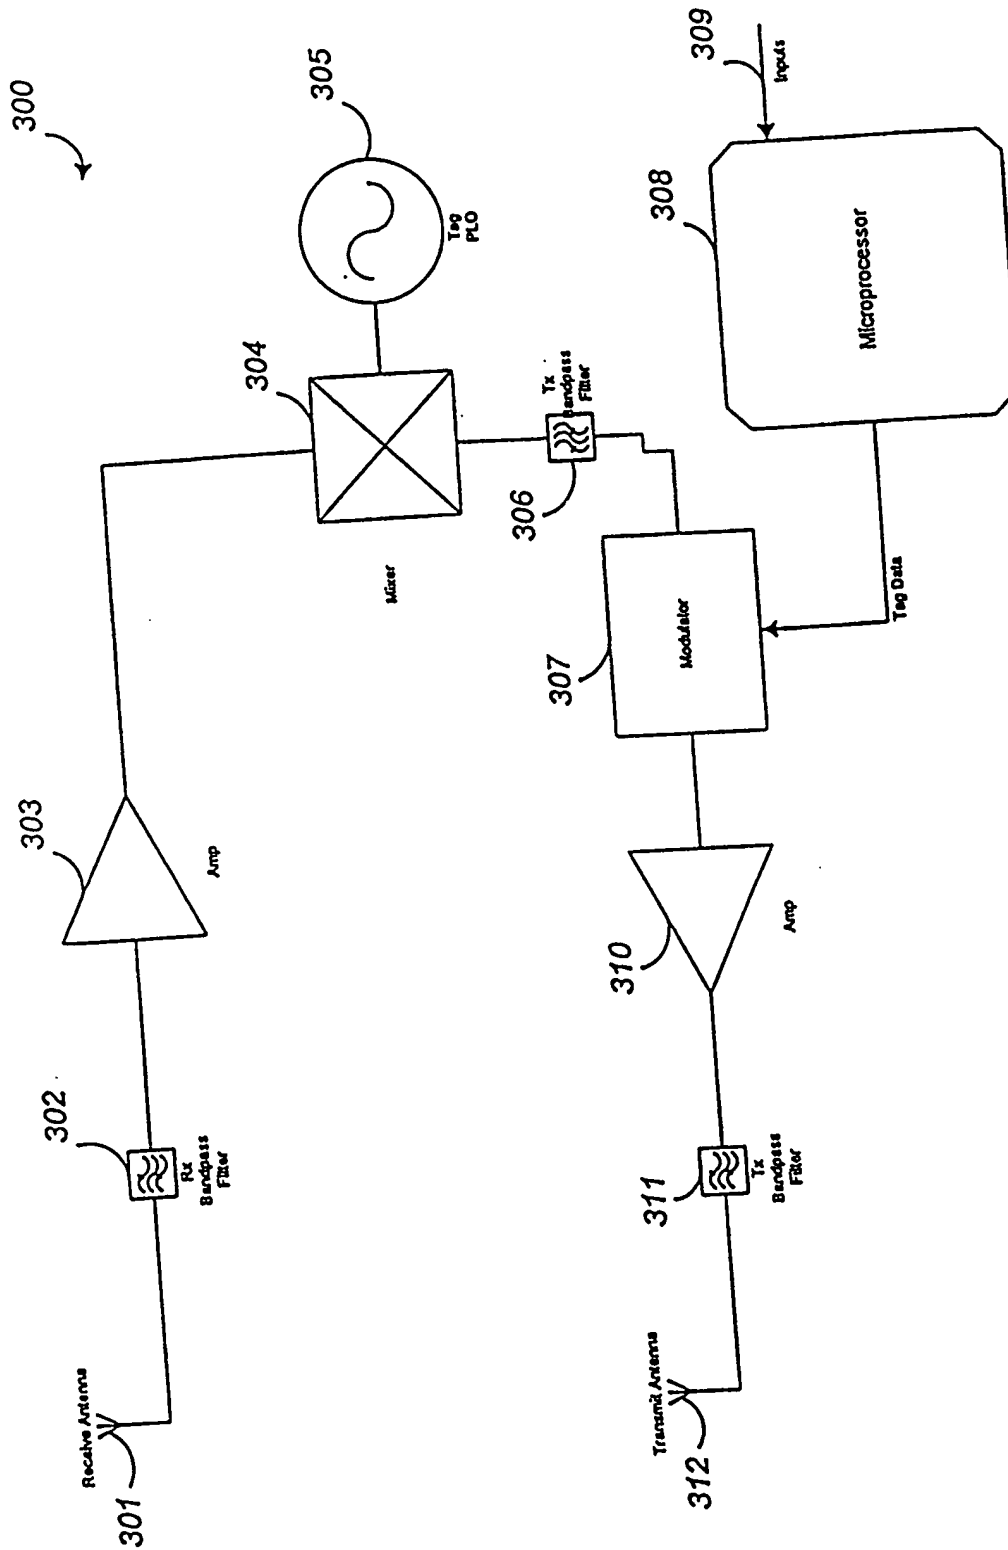 300
301
Receive Antenna
302
Rx
Bandpass
Filter
303
Amp
304
Mixer
305
Tag
PLO
306
Tx
Bandpass
Filter
307
Modulator
308
Microprocessor
309
Inputs
Tag Data
310
Amp
311
Tx
Bandpass
Filter
312
Transmit Antenna